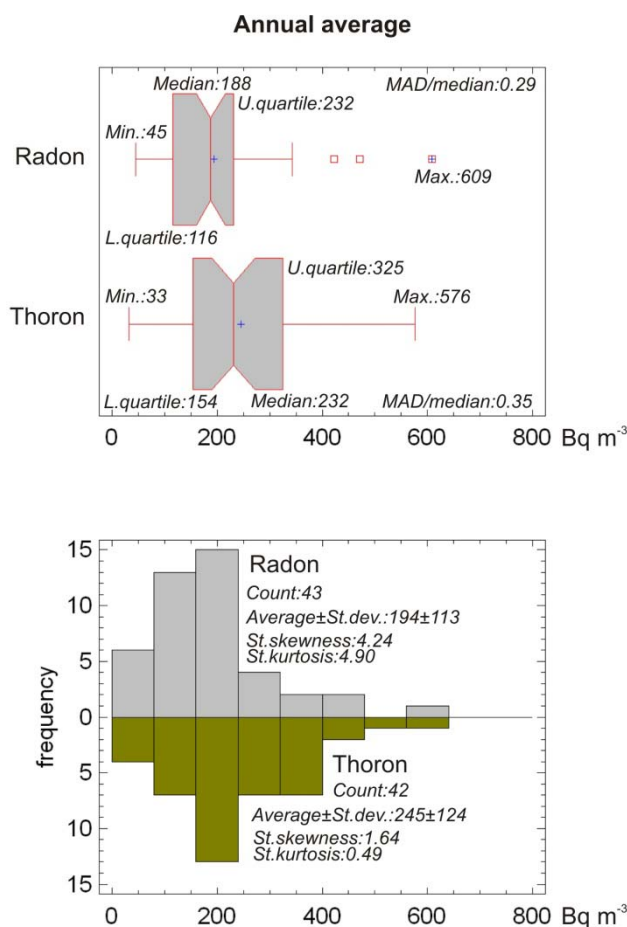 Annual average
Median:188 MAD/median:0.29
U.quartile:232
Min.:45
Radon
Max.:609
L.quartile:116
U.quartile:325
Min.:33 Max.:576
Thoron
L.quartile:154 Median:232 MAD/median:0.35
0 200 400 600 800 Bq m-3
15
Radon
Count:43
10
Average±St.dev.:194±113
St.skewness:4.24
5
St.kurtosis:4.90
0
frequency
Thoron
5
Count:42
Average±St.dev.:245±124
10
St.skewness:1.64
St.kurtosis:0.49
15
0 200 400 600 800 Bq m-3